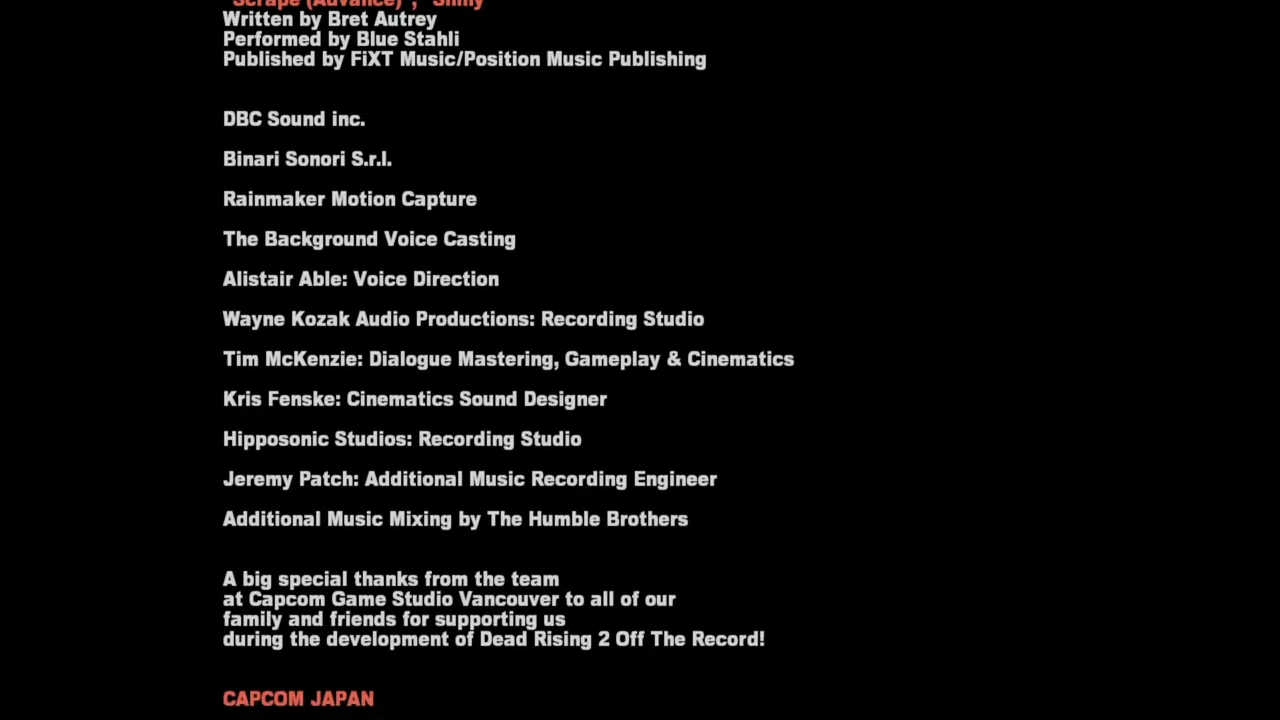 "Scrape (Advance)", "Shiny"
Written by Bret Autrey
Performed by Blue Stahli
Published by FiXT Music/Position Music Publishing
DBC Sound inc.
Binari Sonori S.r.l.
Rainmaker Motion Capture
The Background Voice Casting
Alistair Able: Voice Direction
Wayne Kozak Audio Productions: Recording Studio
Tim McKenzie: Dialogue Mastering, Gameplay & Cinematics
Kris Fenske: Cinematics Sound Designer
Hipposonic Studios: Recording Studio
Jeremy Patch: Additional Music Recording Engineer
Additional Music Mixing by The Humble Brothers
A big special thanks from the team
at Capcom Game Studio Vancouver to all of our
family and friends for supporting us
during the development of Dead Rising 2 Off The Record!
CAPCOM JAPAN